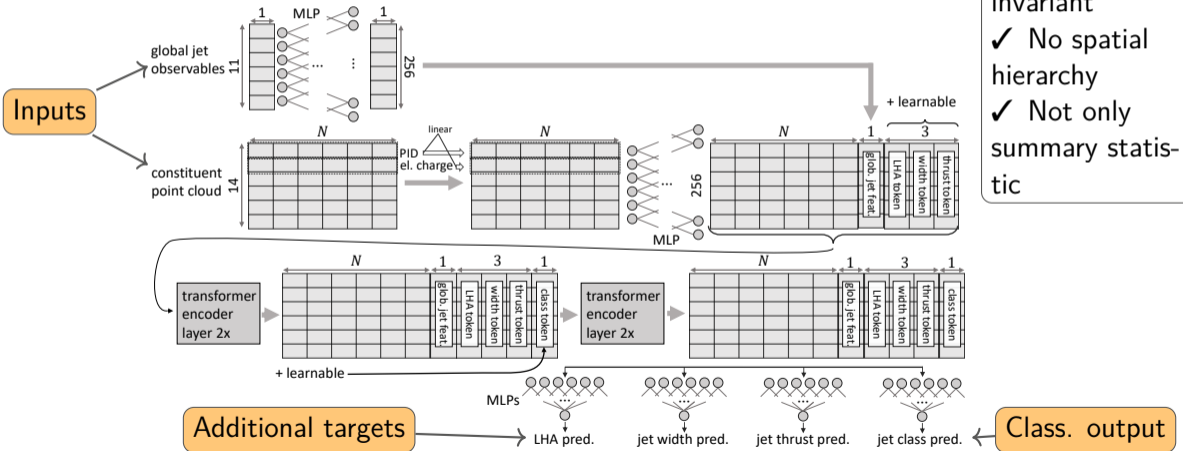 1
MLP
1
global jet
observables
11
...
⋮
256
Inputs
+ learnable
N
linear
N
N
1
3
PID
el. charge
constituent
point cloud
14
...
256
MLP
glob. jet feat.
LHA token
width token
thrust token
invariant
✓ No spatial
hierarchy
✓ Not only
summary statis-
tic
N
1
3
1
N
1
3
1
transformer
encoder
layer 2x
glob. jet feat.
LHA token
width token
thrust token
class token
transformer
encoder
layer 2x
glob. jet feat.
LHA token
width token
thrust token
class token
+ learnable
MLPs
...
...
...
...
Additional targets
LHA pred.
jet width pred.
jet thrust pred.
jet class pred.
Class. output